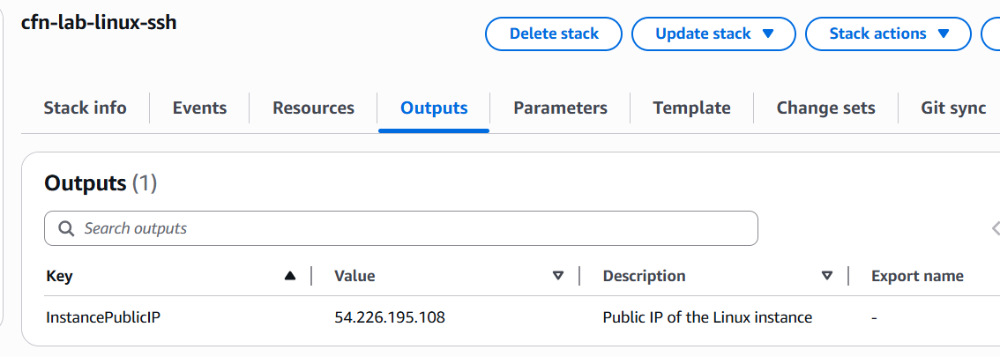 cfn-lab-linux-ssh
Delete stack
Update stack
Stack actions
Stack info
Events
Resources
Outputs
Parameters
Template
Change sets
Git sync
Outputs (1)
Search outputs
Key
Value
Description
Export name
InstancePublicIP
54.226.195.108
Public IP of the Linux instance
-